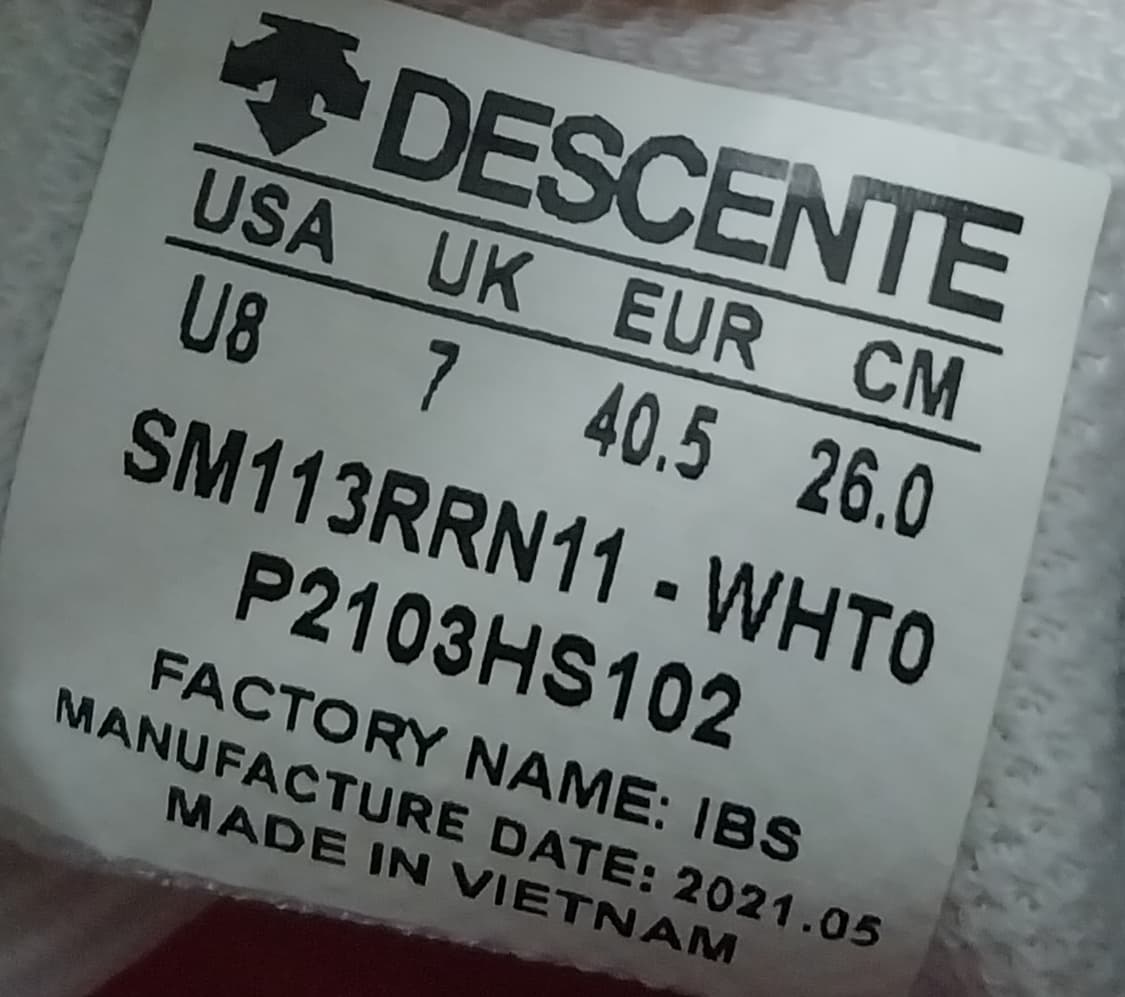 DESCENTE
USA UK EUR CM
U8 7 40.5 26.0
SM113RRN11 - WHT0
P2103HS102
FACTORY NAME: IBS
MANUFACTURE DATE: 2021.05
MADE IN VIETNAM